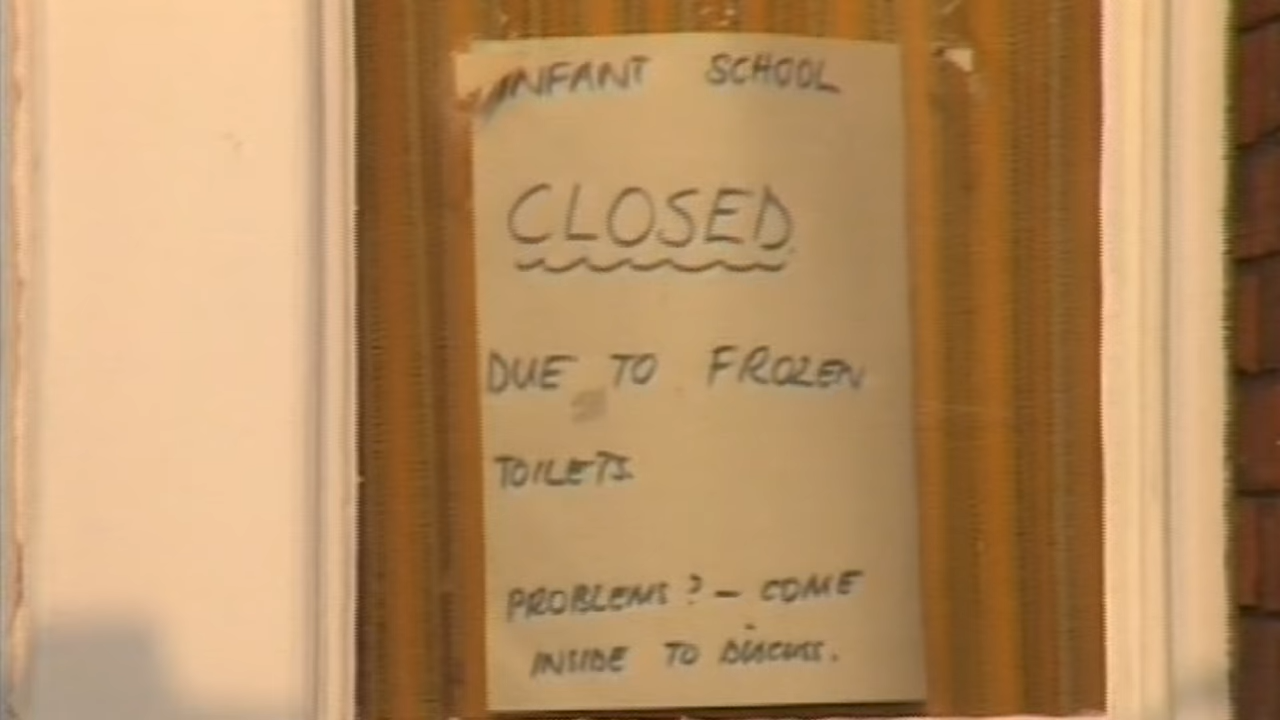 INFANT SCHOOL
CLOSED
DUE TO FROZEN
TOILETS.
PROBLEMS? - COME
INSIDE TO DISCUSS.